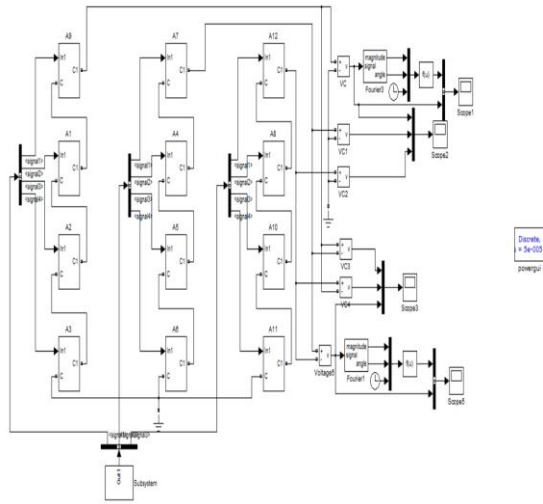 A9
A7
A12
In1
C1
C
In1
C1
C
In1
C1
C
VC
magnitude
signal
angle
Fourier3
f(u)
Scope1
A1
A4
A8
<signal1>
<signal2>
<signal3>
<signal4>
In1
C1
C
<signal1>
<signal2>
<signal3>
<signal4>
In1
C1
C
<signal1>
<signal2>
<signal3>
<signal4>
In1
C1
C
VC1
Scope2
VC2
A2
A5
A10
In1
C1
C
In1
C1
C
In1
C1
C
VC3
VC4
Scope3
Discrete,
s = 5e-005
powergui
A3
A6
A11
In1
C1
C
In1
C1
C
In1
C1
C
magnitude
signal
angle
Fourier1
f(u)
Scope5
Out1
Subsystem